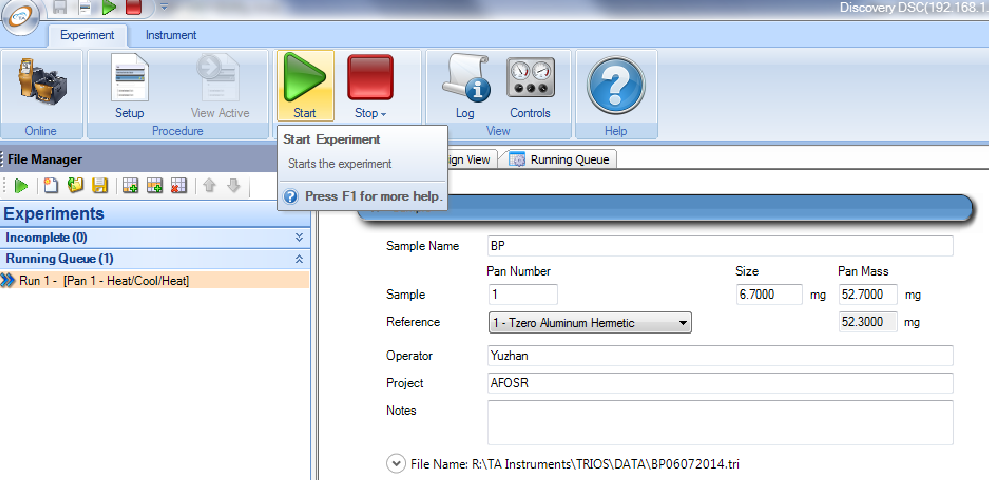 Discovery DSC(192.168.1.
Experiment Instrument
Setup View Active Start Stop Log Controls
Online Procedure View Help
Start Experiment
Starts the experiment
Press F1 for more help.
File Manager
sign View Running Queue
Experiments
Incomplete (0)
Running Queue (1)
Run 1 - [Pan 1 - Heat/Cool/Heat]
Sample Name BP
Pan Number Size Pan Mass
Sample 1 6.7000 mg 52.7000 mg
Reference 1 - Tzero Aluminum Hermetic 52.3000 mg
Operator Yuzhan
Project AFOSR
Notes
File Name: R:\TA Instruments\TRIOS\DATA\BP06072014.tri